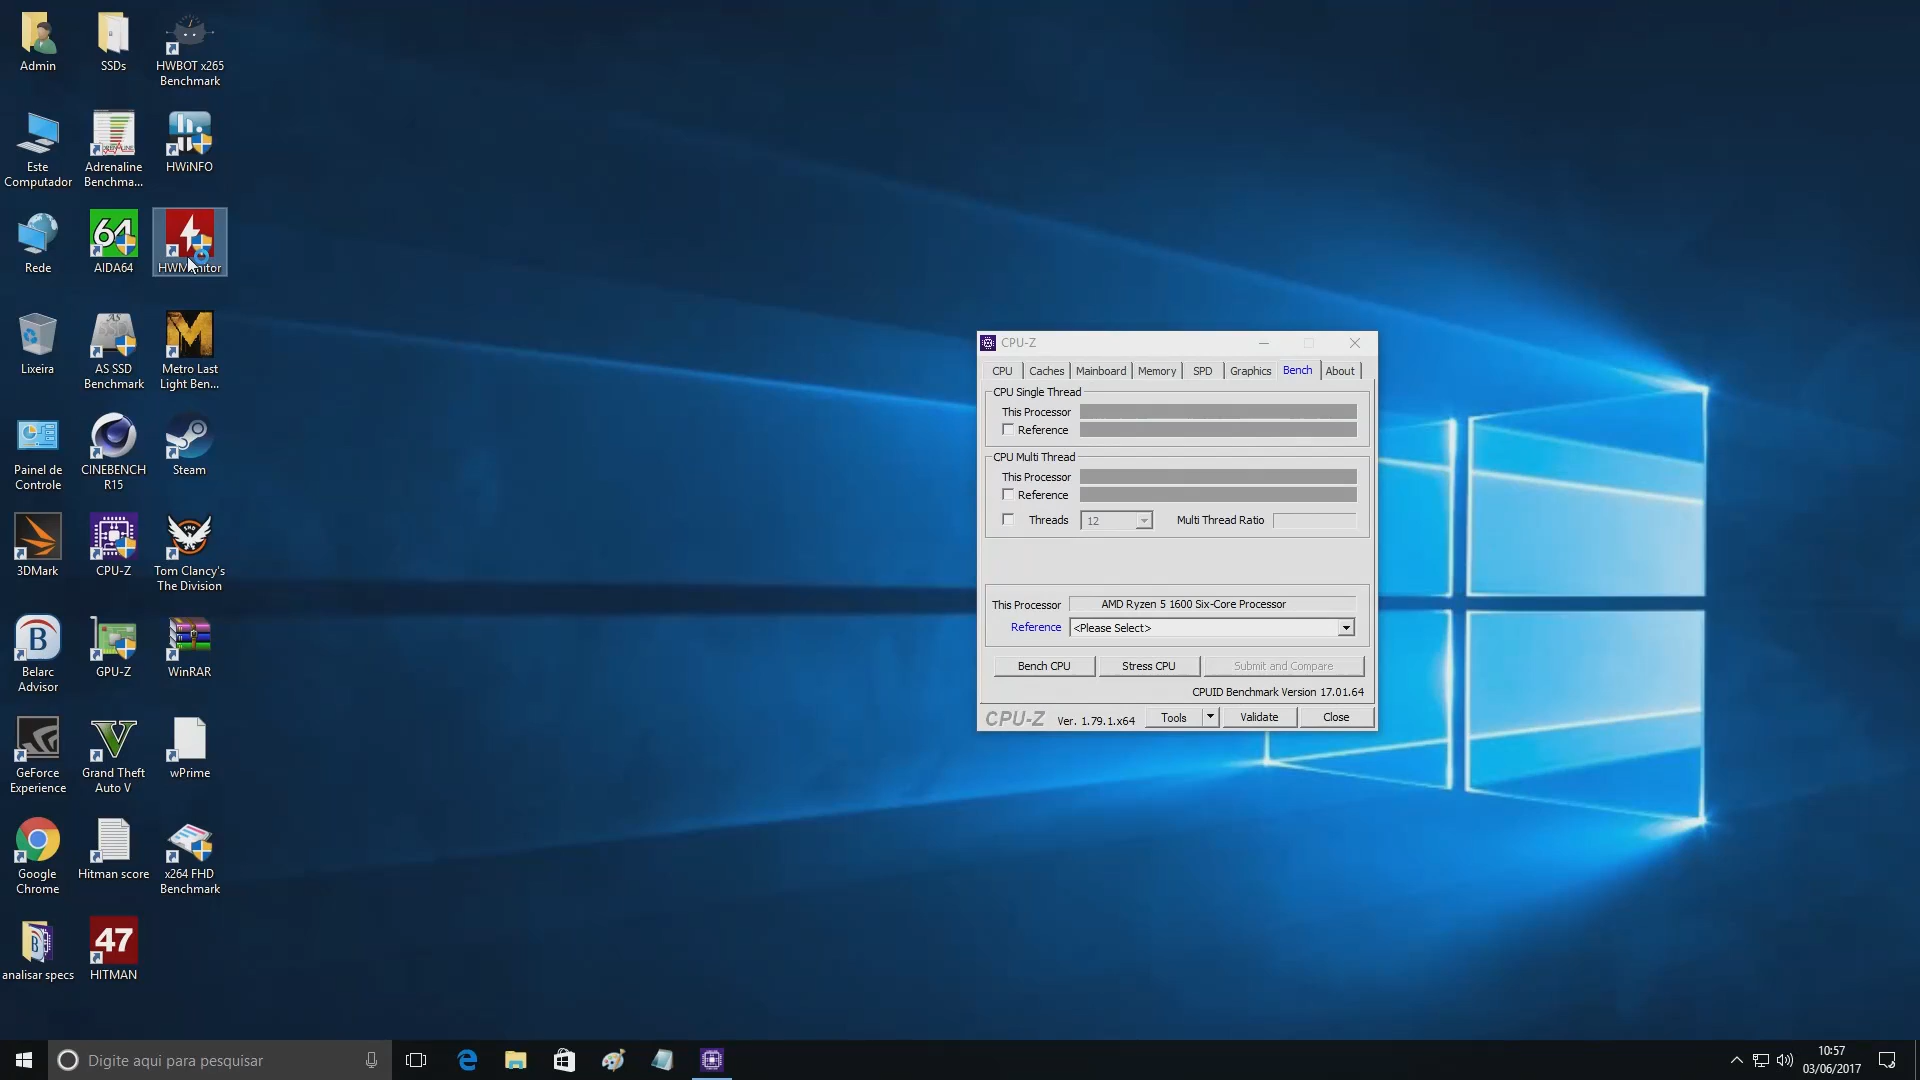 Admin
SSDs
HWBOT x265
Benchmark
Este
Computador
Adrenaline
Benchma...
HWiNFO
Rede
64
AIDA64
HWMonitor
Lixeira
AS
SSD
AS SSD
Benchmark
Metro Last
Light Ben...
Painel de
Controle
CINEBENCH
R15
Steam
3DMark
CPU-Z
Tom Clancy's
The Division
B
Belarc
Advisor
GPU-Z
WinRAR
GeForce
Experience
Grand Theft
Auto V
wPrime
Google
Chrome
Hitman score
x264 FHD
Benchmark
analisar specs
47
HITMAN
CPU-Z
CPU Caches Mainboard Memory SPD Graphics Bench About
CPU Single Thread
This Processor
Reference
CPU Multi Thread
This Processor
Reference
Threads 12 Multi Thread Ratio
This Processor AMD Ryzen 5 1600 Six-Core Processor
Reference <Please Select>
Bench CPU Stress CPU Submit and Compare
CPUID Benchmark Version 17.01.64
CPU-Z Ver. 1.79.1.x64 Tools Validate Close
Digite aqui para pesquisar
10:57
03/06/2017